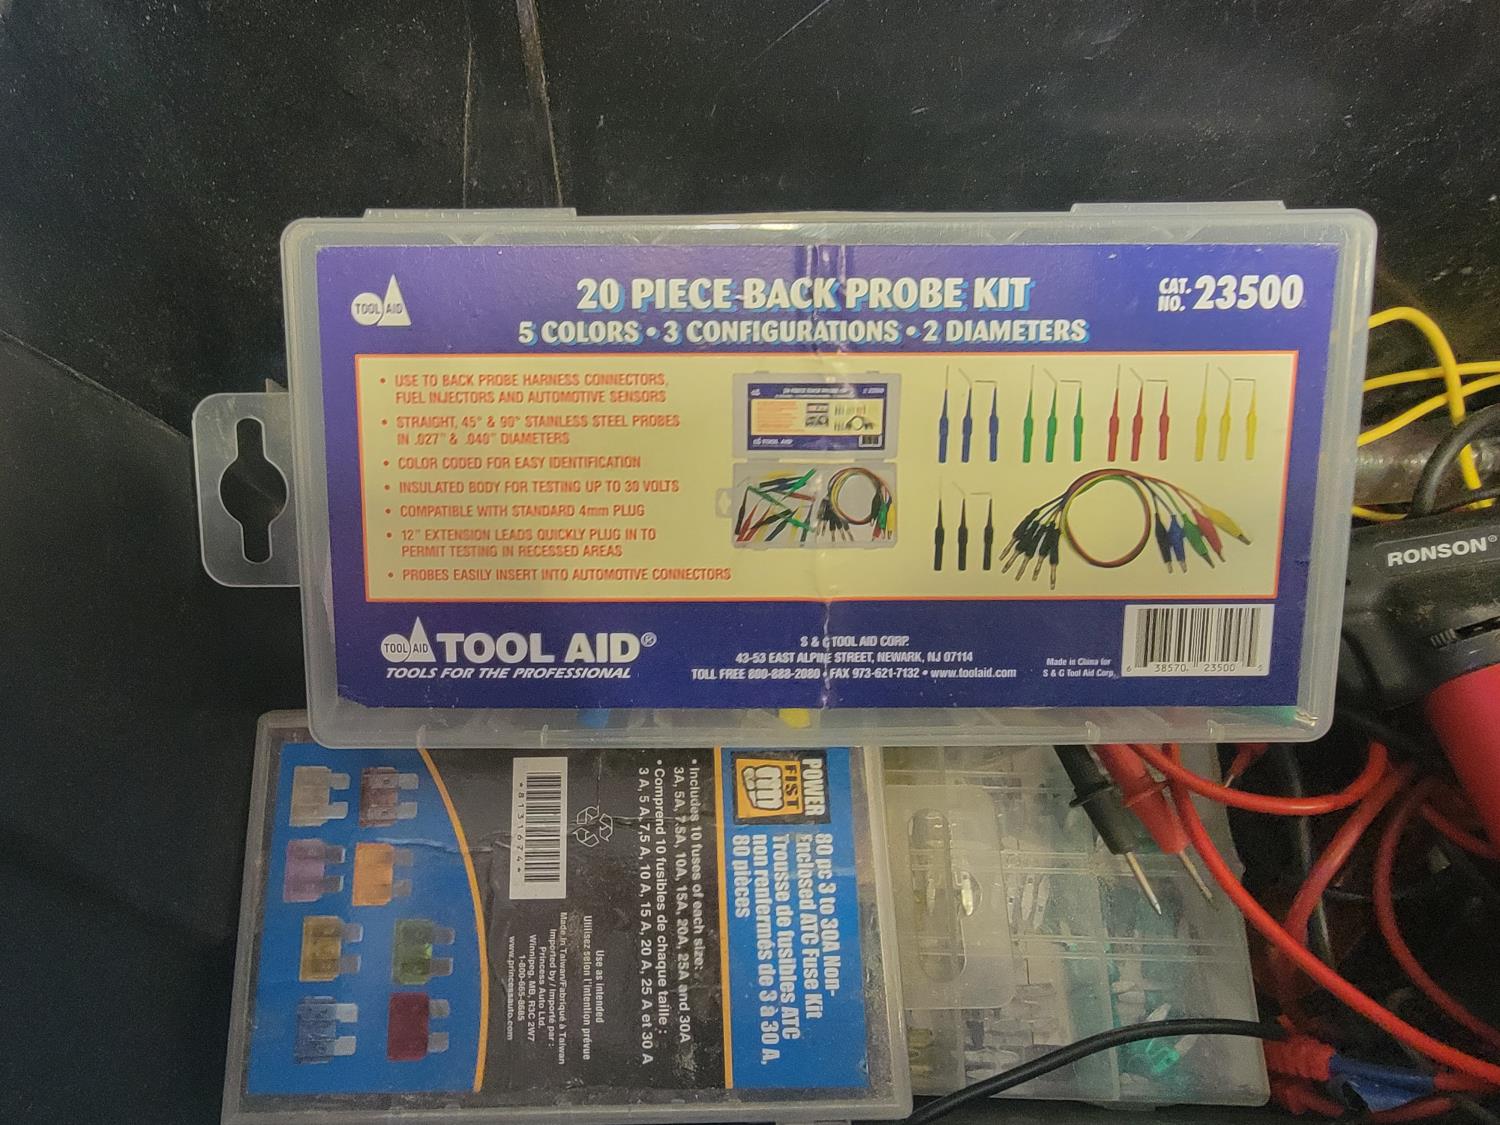 TOOL AID
20 PIECE BACK PROBE KIT
CAT. NO. 23500
5 COLORS • 3 CONFIGURATIONS • 2 DIAMETERS
• USE TO BACK PROBE HARNESS CONNECTORS,
FUEL INJECTORS AND AUTOMOTIVE SENSORS
• STRAIGHT, 45° & 90° STAINLESS STEEL PROBES
IN .027" & .040" DIAMETERS
• COLOR CODED FOR EASY IDENTIFICATION
• INSULATED BODY FOR TESTING UP TO 30 VOLTS
• COMPATIBLE WITH STANDARD 4mm PLUG
• 12" EXTENSION LEADS QUICKLY PLUG IN TO
PERMIT TESTING IN RECESSED AREAS
• PROBES EASILY INSERT INTO AUTOMOTIVE CONNECTORS
20 PIECE BACK PROBE KIT
TOOL AID
TOOL AID TOOL AID®
TOOLS FOR THE PROFESSIONAL
S & G TOOL AID CORP.
43-53 EAST ALPINE STREET, NEWARK, NJ 07114
TOLL FREE 800-888-2080 • FAX 973-621-7132 • www.toolaid.com
Made in China for
S & G Tool Aid Corp.
6 38570 23500 5
RONSON®
POWER
FIST
80 pc 3 to 30A Non-
Enclosed ATC Fuse Kit
Trousse de fusibles ATC
non renfermés de 3 à 30 A,
80 pièces
• Includes 10 fuses of each size:
3A, 5A, 7.5A, 10A, 15A, 20A, 25A and 30A
• Comprend 10 fusibles de chaque taille :
3 A, 5 A, 7,5 A, 10 A, 15 A, 20 A, 25 A et 30 A
Use as intended
Utilisez selon l'intention prévue
Made in Taiwan/Fabriqué à Taiwan
Imported by / Importé par :
Princess Auto Ltd.
Winnipeg, MB, R3C 2W7
1-800-665-8685
www.princessauto.com